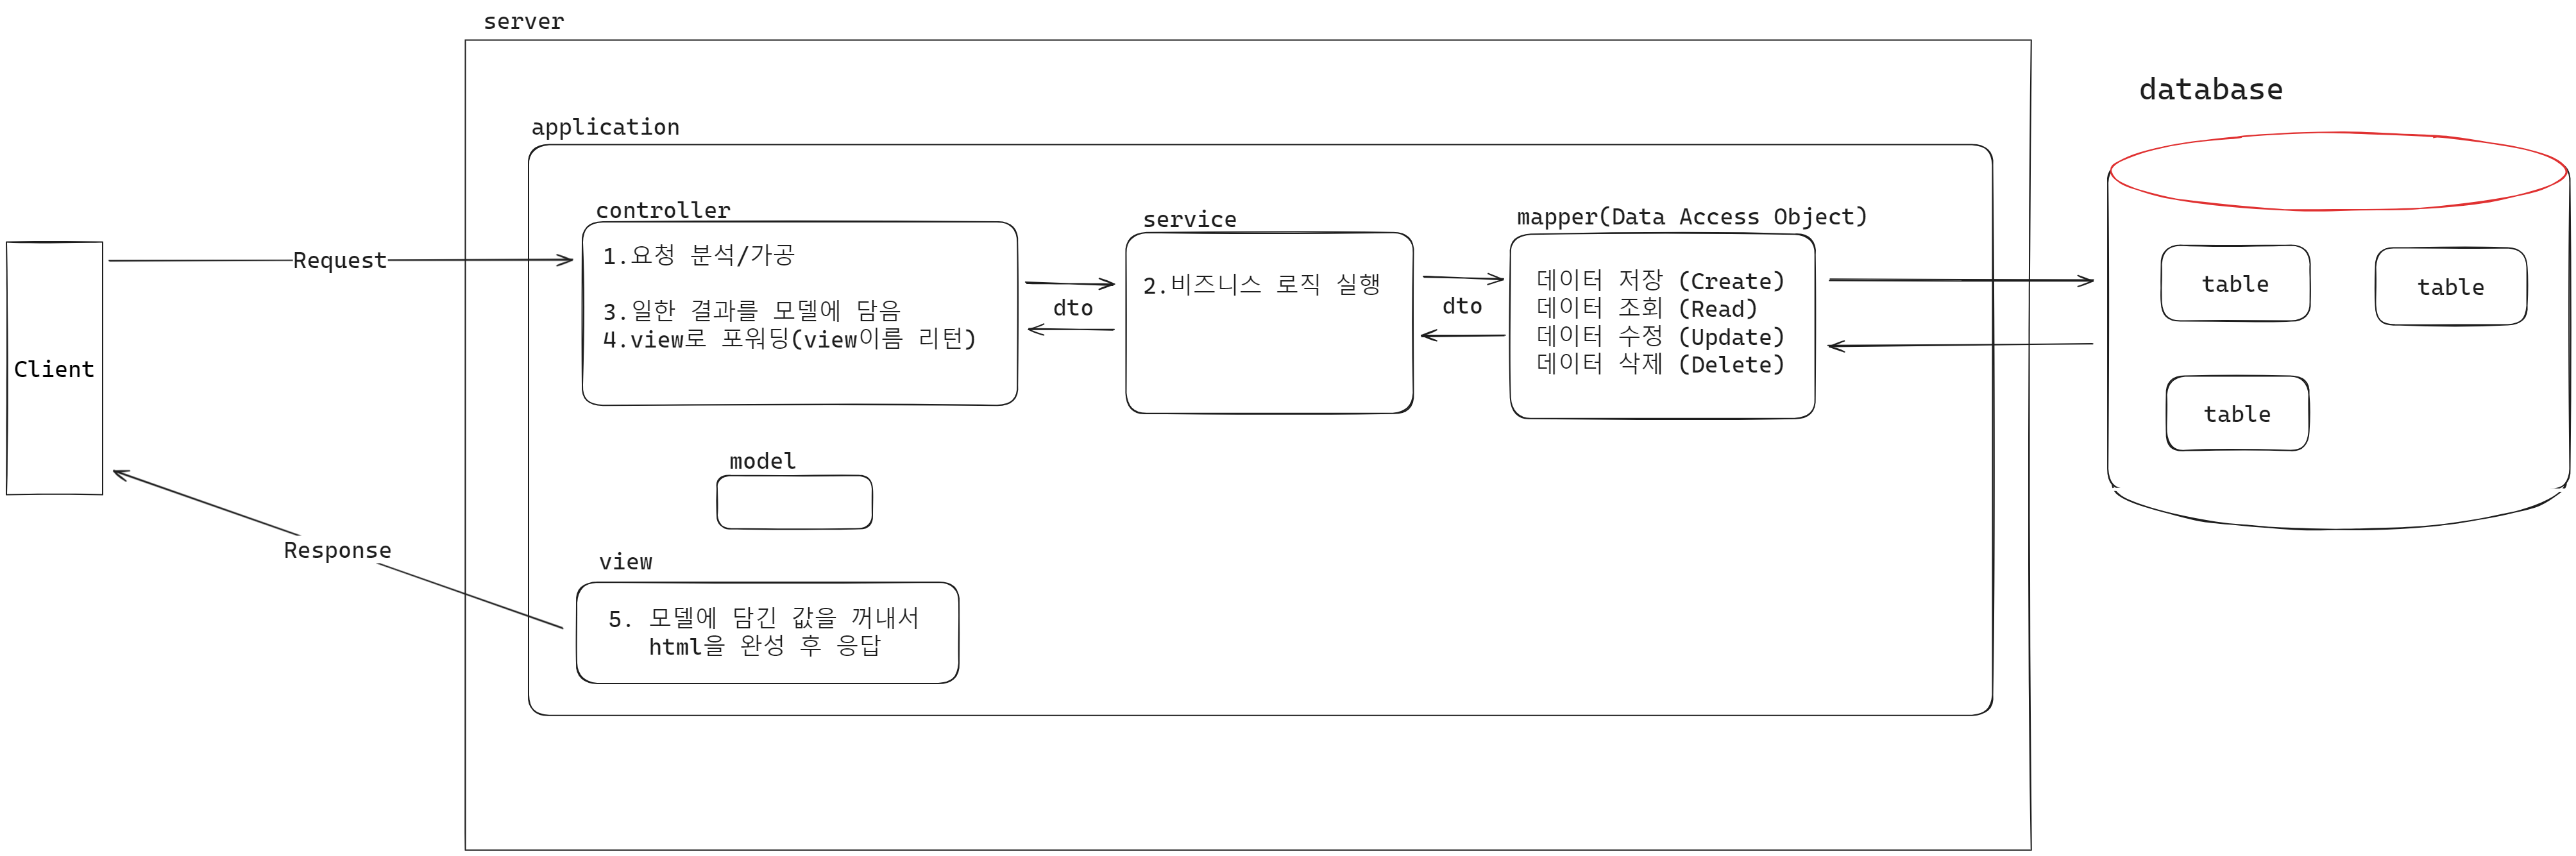 server
database
application
controller
1.요청 분석/가공
3.일한 결과를 모델에 담음
4.view로 포워딩(view이름 리턴)
service
2.비즈니스 로직 실행
mapper(Data Access Object)
데이터 저장 (Create)
데이터 조회 (Read)
데이터 수정 (Update)
데이터 삭제 (Delete)
Request
dto
dto
table
table
table
Client
model
Response
view
5. 모델에 담긴 값을 꺼내서
html을 완성 후 응답